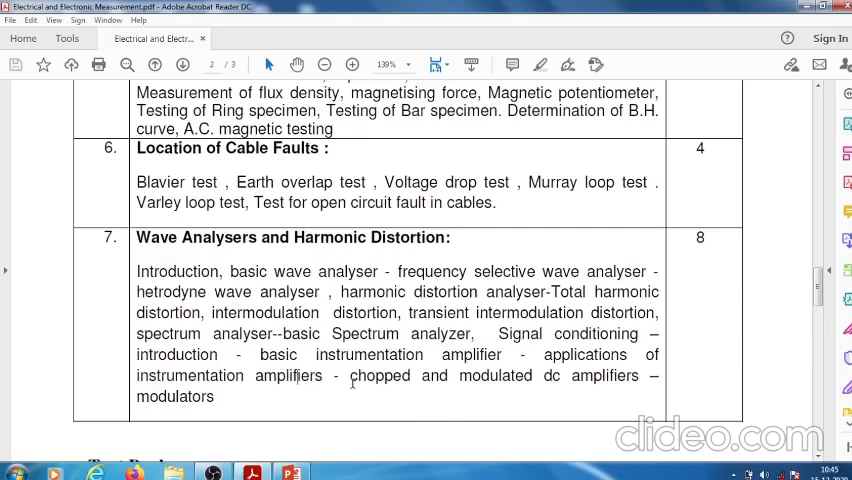 Electrical and Electronic Measurement.pdf - Adobe Acrobat Reader DC
File Edit View Sign Window Help
Home Tools Electrical and Electr... × Sign In
2 / 3 139%
Measurement of flux density, magnetising force, Magnetic potentiometer,
Testing of Ring specimen, Testing of Bar specimen. Determination of B.H.
curve, A.C. magnetic testing
6. Location of Cable Faults : 4
Blavier test , Earth overlap test , Voltage drop test , Murray loop test .
Varley loop test, Test for open circuit fault in cables.
7. Wave Analysers and Harmonic Distortion: 8
Introduction, basic wave analyser - frequency selective wave analyser -
hetrodyne wave analyser , harmonic distortion analyser-Total harmonic
distortion, intermodulation distortion, transient intermodulation distortion,
spectrum analyser--basic Spectrum analyzer, Signal conditioning –
introduction - basic instrumentation amplifier - applications of
instrumentation amplifiers - chopped and modulated dc amplifiers –
modulators
clideo.com
10:45
15-12-2020